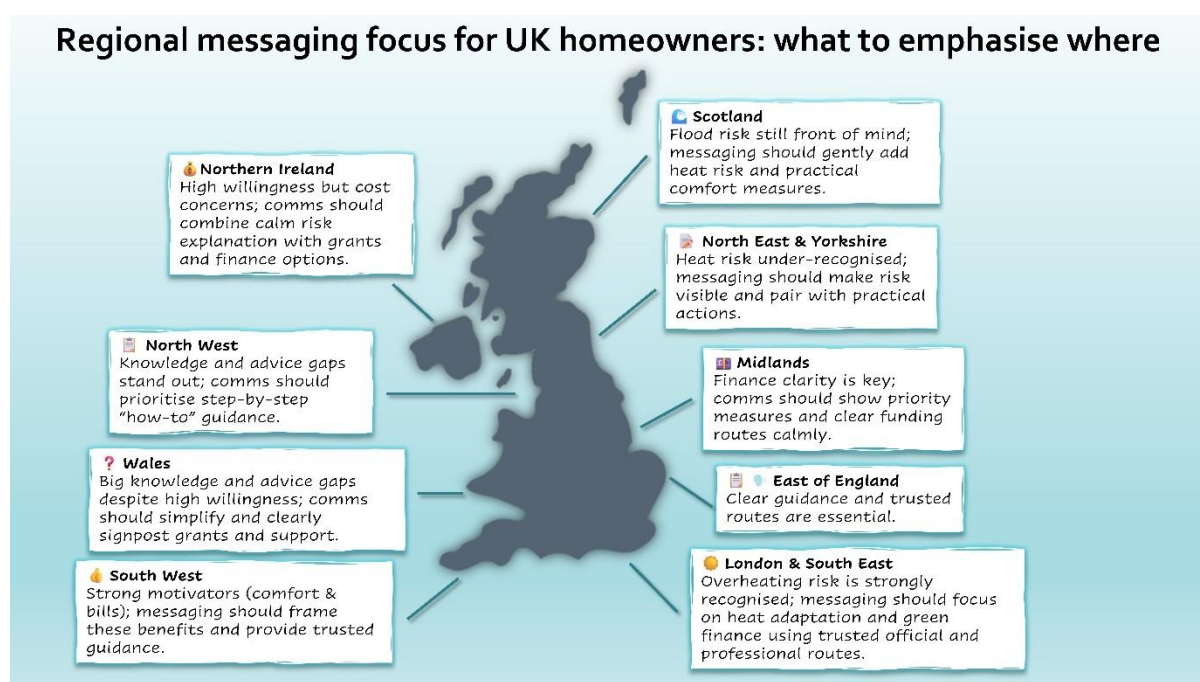 Regional messaging focus for UK homeowners: what to emphasise where
Northern Ireland
High willingness but cost
concerns; comms should
combine calm risk
explanation with grants
and finance options.
North West
Knowledge and advice gaps
stand out; comms should
prioritise step-by-step
“how-to” guidance.
Wales
Big knowledge and advice gaps
despite high willingness; comms
should simplify and clearly
signpost grants and support.
South West
Strong motivators (comfort &
bills); messaging should frame
these benefits and provide trusted
guidance.
Scotland
Flood risk still front of mind;
messaging should gently add
heat risk and practical
comfort measures.
North East & Yorkshire
Heat risk under-recognised;
messaging should make risk
visible and pair with practical
actions.
Midlands
Finance clarity is key;
comms should show priority
measures and clear funding
routes calmly.
East of England
Clear guidance and trusted
routes are essential.
London & South East
Overheating risk is strongly
recognised; messaging should focus
on heat adaptation and green
finance using trusted official and
professional routes.